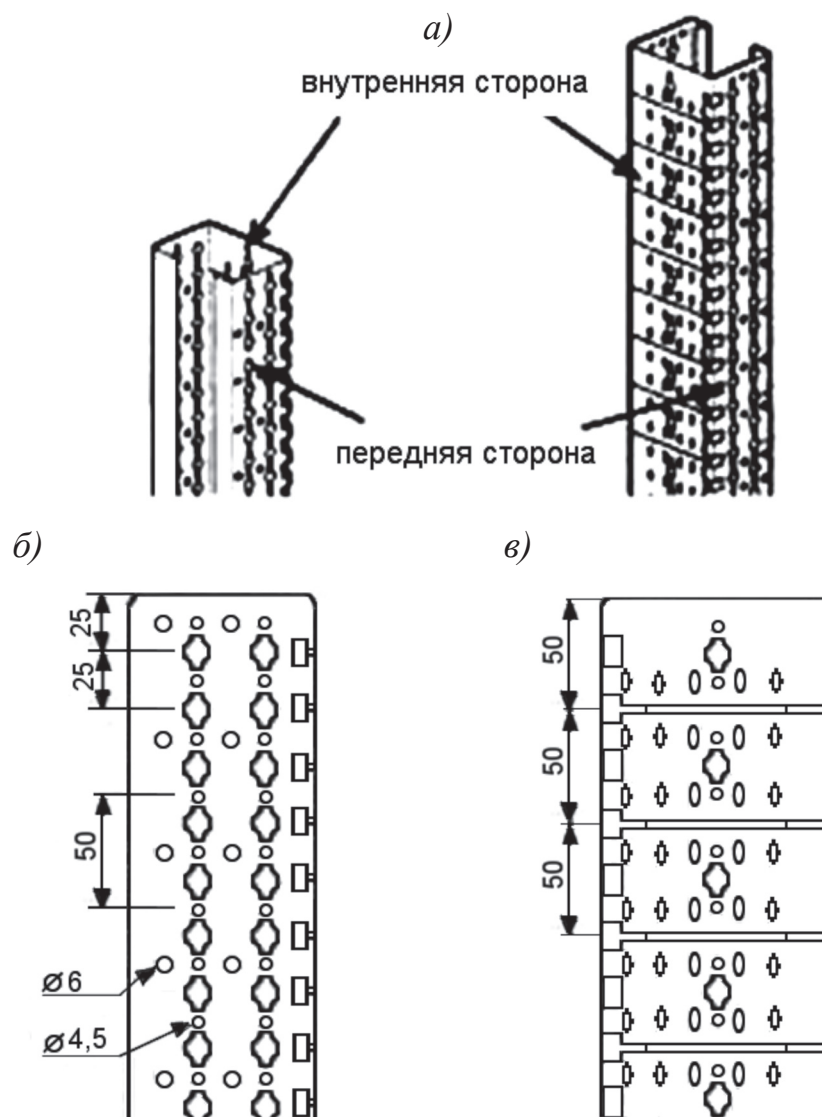 а)
внутренняя сторона
передняя сторона
б)
в)
25
25
50
Ø6
Ø4,5
50
50
50